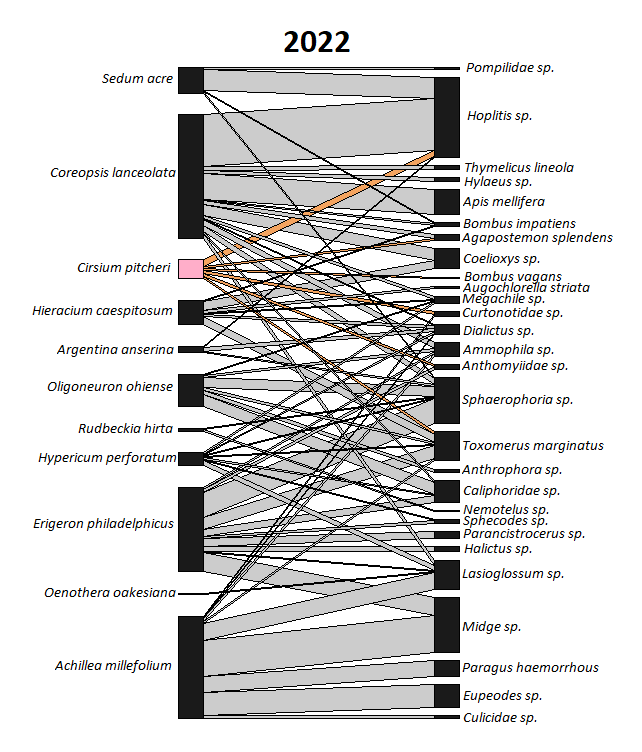 2022
Sedum acre
Coreopsis lanceolata
Cirsium pitcheri
Hieracium caespitosum
Argentina anserina
Oligoneuron ohiense
Rudbeckia hirta
Hypericum perforatum
Erigeron philadelphicus
Oenothera oakesiana
Achillea millefolium
Pompilidae sp.
Hoplitis sp.
Thymelicus lineola
Hylaeus sp.
Apis mellifera
Bombus impatiens
Agapostemon splendens
Coelioxys sp.
Bombus vagans
Augochlorella striata
Megachile sp.
Curtonotidae sp.
Dialictus sp.
Ammophila sp.
Anthomyiidae sp.
Sphaerophoria sp.
Toxomerus marginatus
Anthrophora sp.
Caliphoridae sp.
Nemotelus sp.
Sphecodes sp.
Parancistrocerus sp.
Halictus sp.
Lasioglossum sp.
Midge sp.
Paragus haemorrhous
Eupeodes sp.
Culicidae sp.